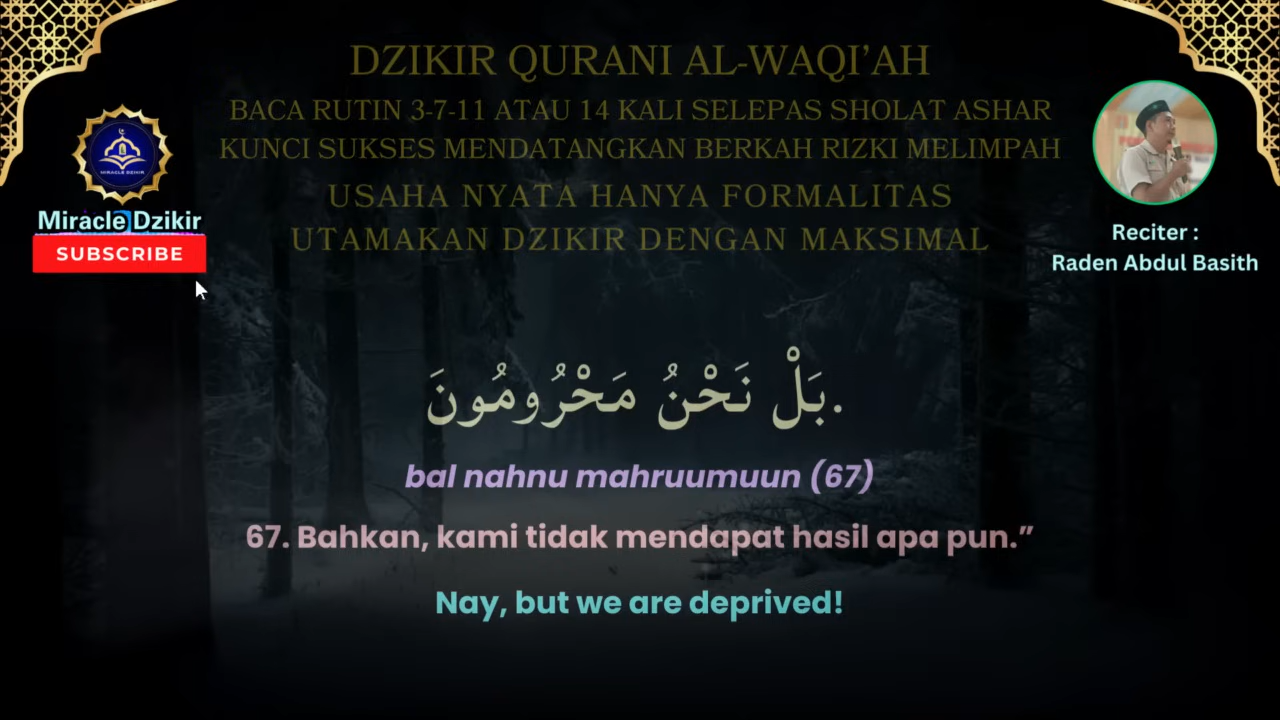 DZIKIR QURANI AL-WAQI'AH
BACA RUTIN 3-7-11 ATAU 14 KALI SELEPAS SHOLAT ASHAR
KUNCI SUKSES MENDATANGKAN BERKAH RIZKI MELIMPAH
USAHA NYATA HANYA FORMALITAS
UTAMAKAN DZIKIR DENGAN MAKSIMAL
MIRACLE DZIKIR
Miracle Dzikir
SUBSCRIBE
Reciter :
Raden Abdul Basith
بَلْ نَحْنُ مَحْرُومُونَ.
bal nahnu mahruumuun (67)
67. Bahkan, kami tidak mendapat hasil apa pun.”
Nay, but we are deprived!